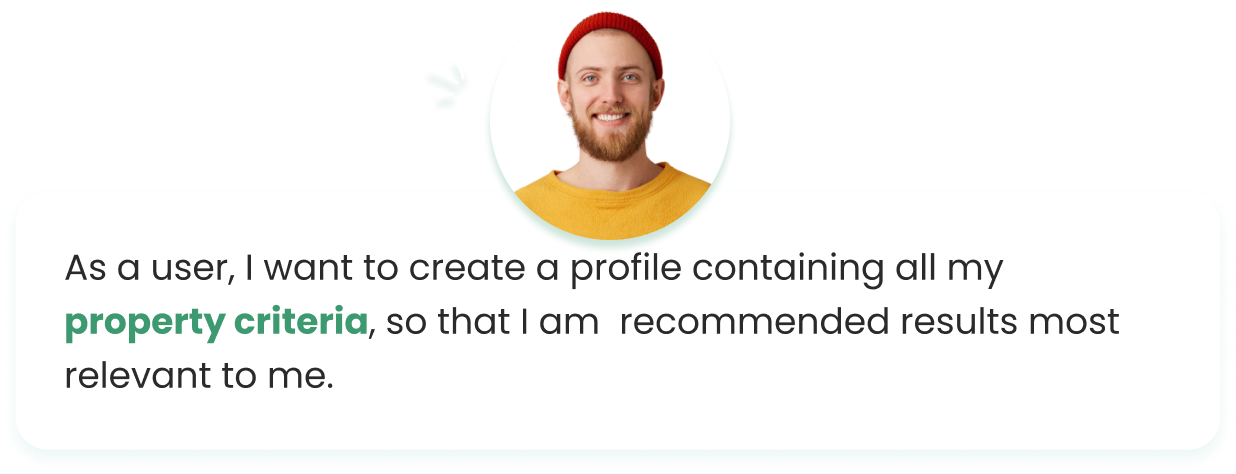 As a user, I want to create a profile containing all my
property criteria, so that I am  recommended results most
relevant to me.